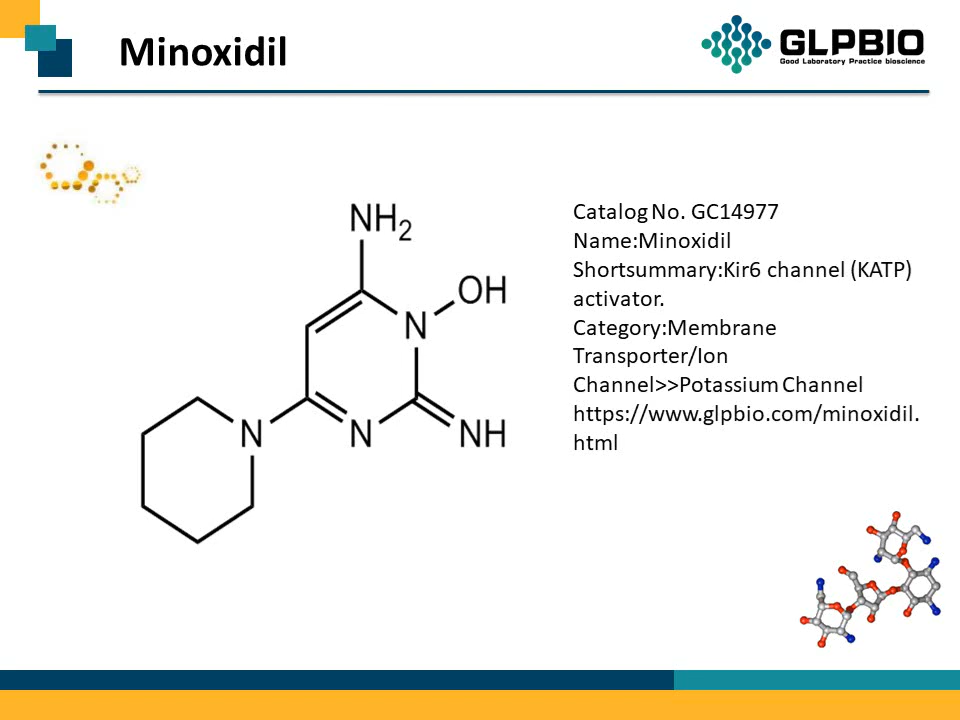 Minoxidil
GLPBIO
Good Laboratory Practice bioscience
NH2
OH
N
N
N
NH
Catalog No. GC14977
Name:Minoxidil
Shortsummary:Kir6 channel (KATP)
activator.
Category:Membrane
Transporter/Ion
Channel>>Potassium Channel
https://www.glpbio.com/minoxidil.
html